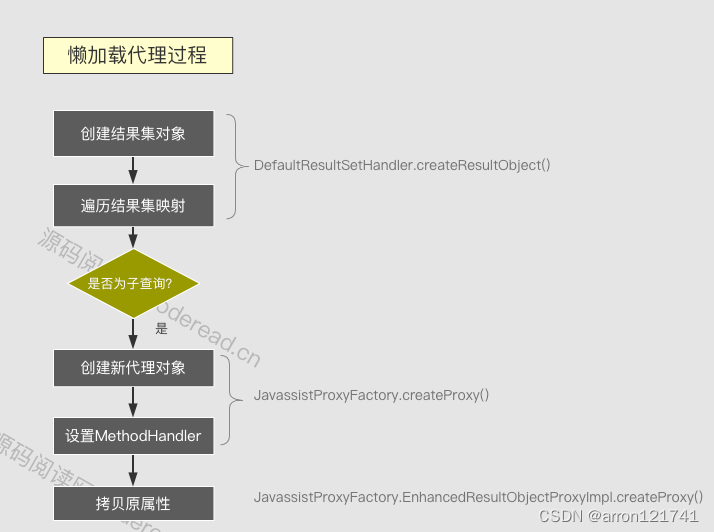 懒加载代理过程
创建结果集对象
DefaultResultSetHandler.createResultObject()
遍历结果集映射
源码阅
是否为子查询?
oderead.cn
是
创建新代理对象
JavassistProxyFactory.createProxy()
设置MethodHandler
源码阅读网
拷贝原属性
JavassistProxyFactory.EnhancedResultObjectProxyImpl.createProxy()
CSDN @arron121741